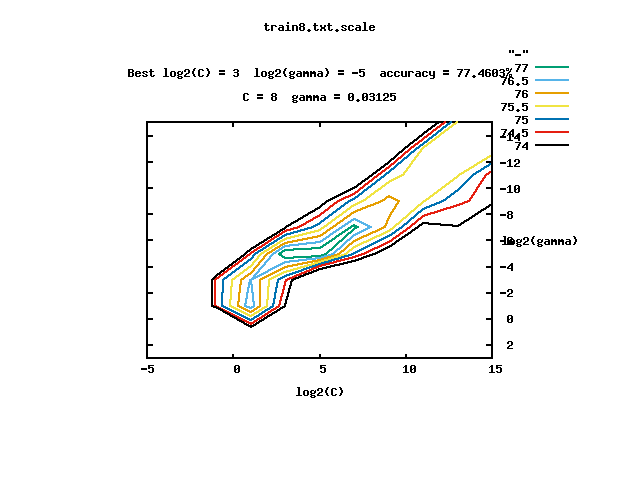 train8.txt.scale
"-"
Best log2(C) = 3  log2(gamma) = -5  accuracy = 77.4603%
77
76.5
C = 8  gamma = 0.03125
76
75.5
75
74.5
74
-14
-12
-10
-8
-6
log2(gamma)
-4
-2
0
2
-5 0 5 10 15
log2(C)